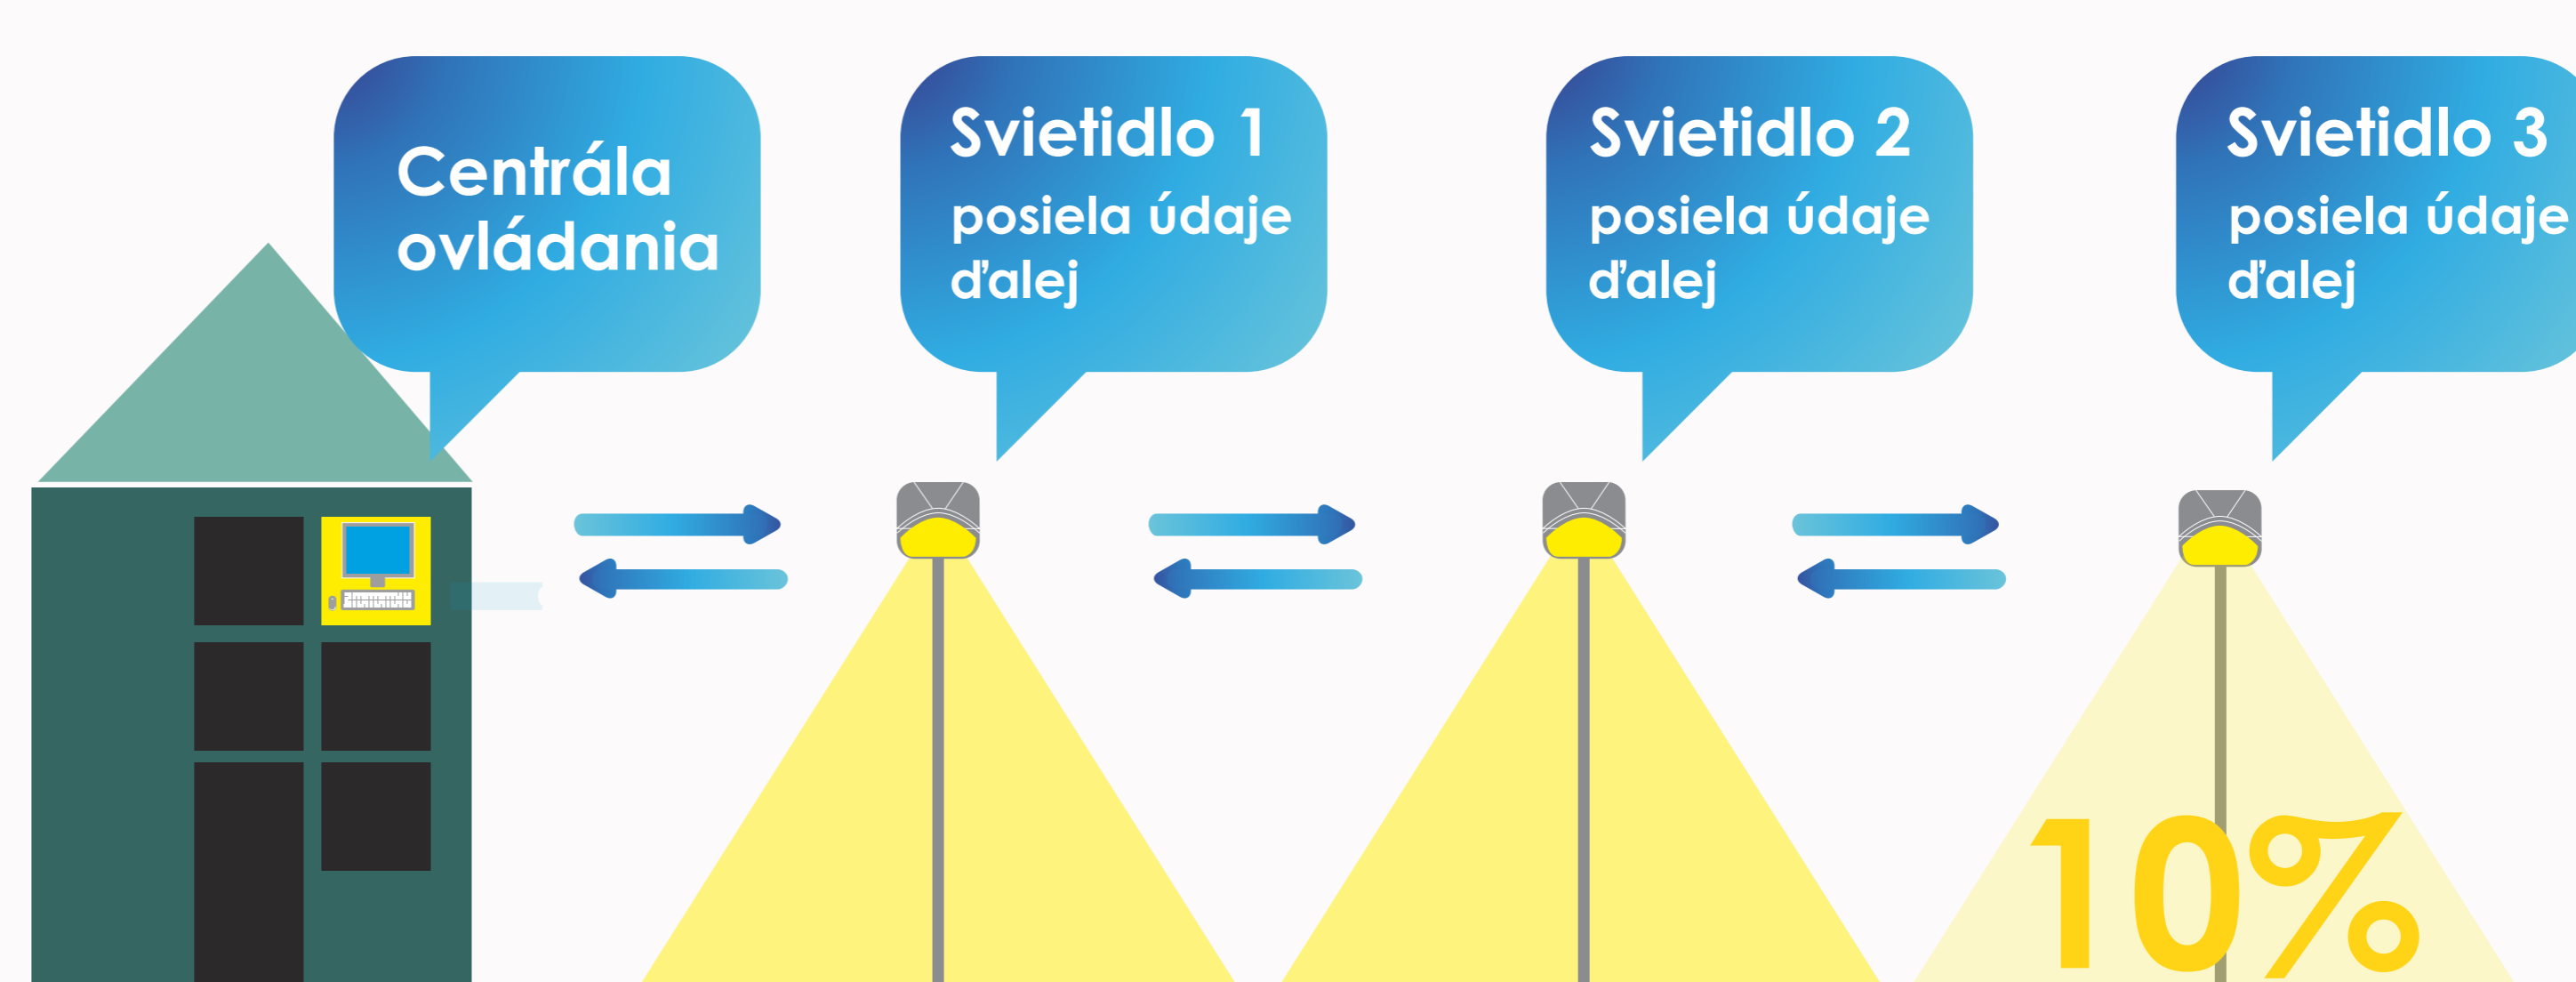 Centrála
ovládania
Svietidlo 1
posiela údaje
ďalej
Svietidlo 2
posiela údaje
ďalej
Svietidlo 3
posiela údaje
ďalej
10%